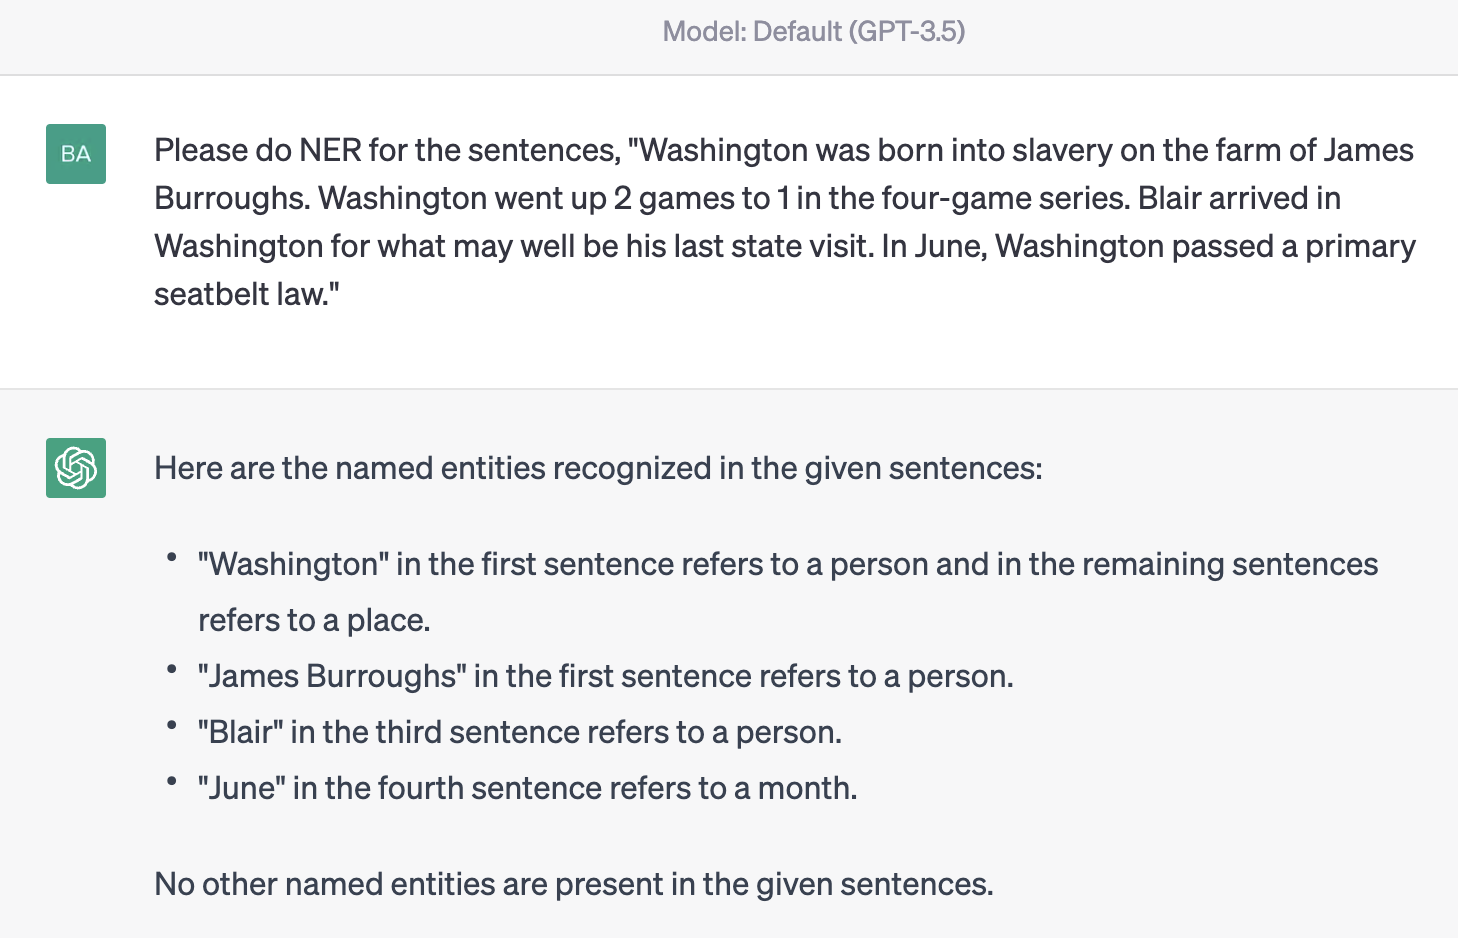 Model: Default (GPT-3.5)
BA
Please do NER for the sentences, "Washington was born into slavery on the farm of James
Burroughs. Washington went up 2 games to 1 in the four-game series. Blair arrived in
Washington for what may well be his last state visit. In June, Washington passed a primary
seatbelt law."
Here are the named entities recognized in the given sentences:
• "Washington" in the first sentence refers to a person and in the remaining sentences
refers to a place.
• "James Burroughs" in the first sentence refers to a person.
• "Blair" in the third sentence refers to a person.
• "June" in the fourth sentence refers to a month.
No other named entities are present in the given sentences.